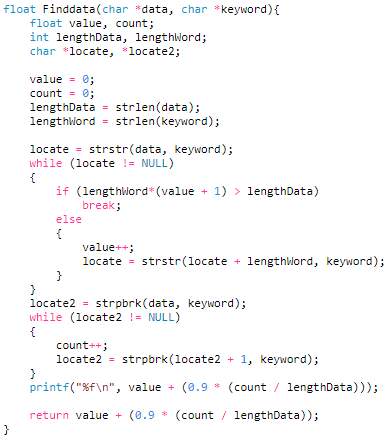 float Finddata(char *data, char *keyword){
    float value, count;
    int lengthData, lengthWord;
    char *locate, *locate2;

    value = 0;
    count = 0;
    lengthData = strlen(data);
    lengthWord = strlen(keyword);

    locate = strstr(data, keyword);
    while (locate != NULL)
    {
        if (lengthWord*(value + 1) > lengthData)
            break;
        else
        {
            value++;
            locate = strstr(locate + lengthWord, keyword);
        }
    }
    locate2 = strpbrk(data, keyword);
    while (locate2 != NULL)
    {
        count++;
        locate2 = strpbrk(locate2 + 1, keyword);
    }
    printf("%f\n", value + (0.9 * (count / lengthData)));

    return value + (0.9 * (count / lengthData));
}